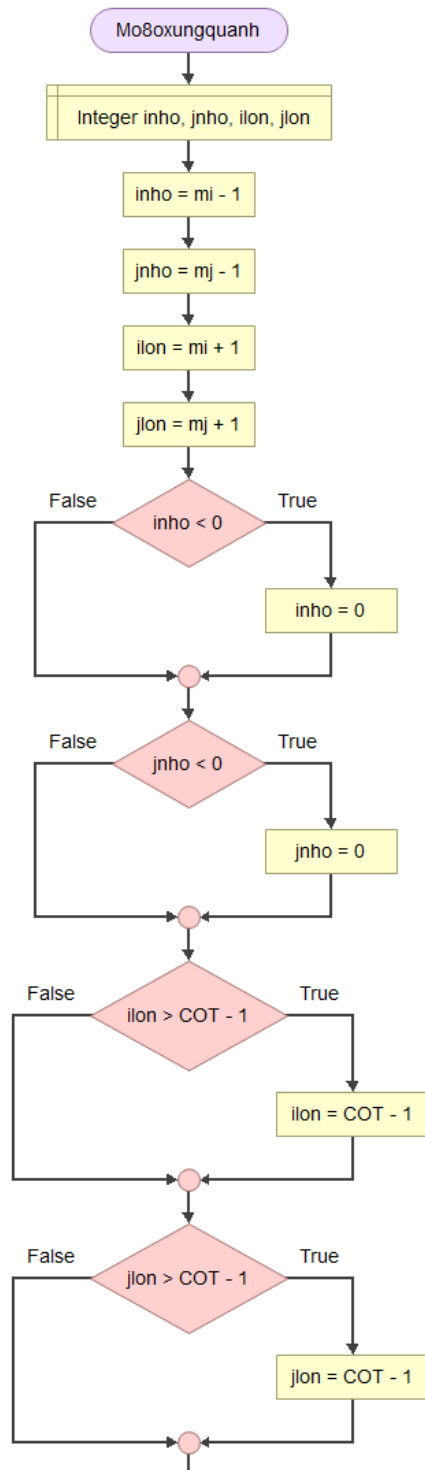 Mo8oxungquanh
Integer inho, jnho, ilon, jlon
inho = mi - 1
jnho = mj - 1
ilon = mi + 1
jlon = mj + 1
False
True
inho < 0
inho = 0
False
True
jnho < 0
jnho = 0
False
True
ilon > COT - 1
ilon = COT - 1
False
True
jlon > COT - 1
jlon = COT - 1